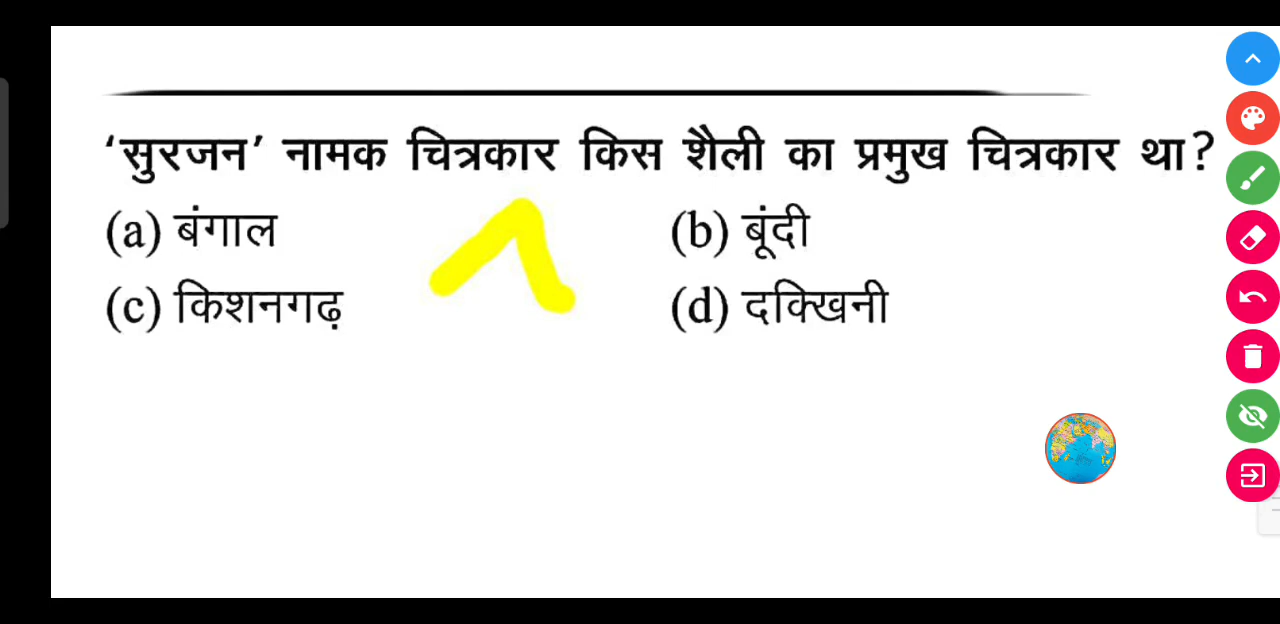 ‘सुरजन’ नामक चित्रकार किस शैली का प्रमुख चित्रकार था?
(a) बंगाल (b) बूंदी
(c) किशनगढ़ (d) दक्खिनी